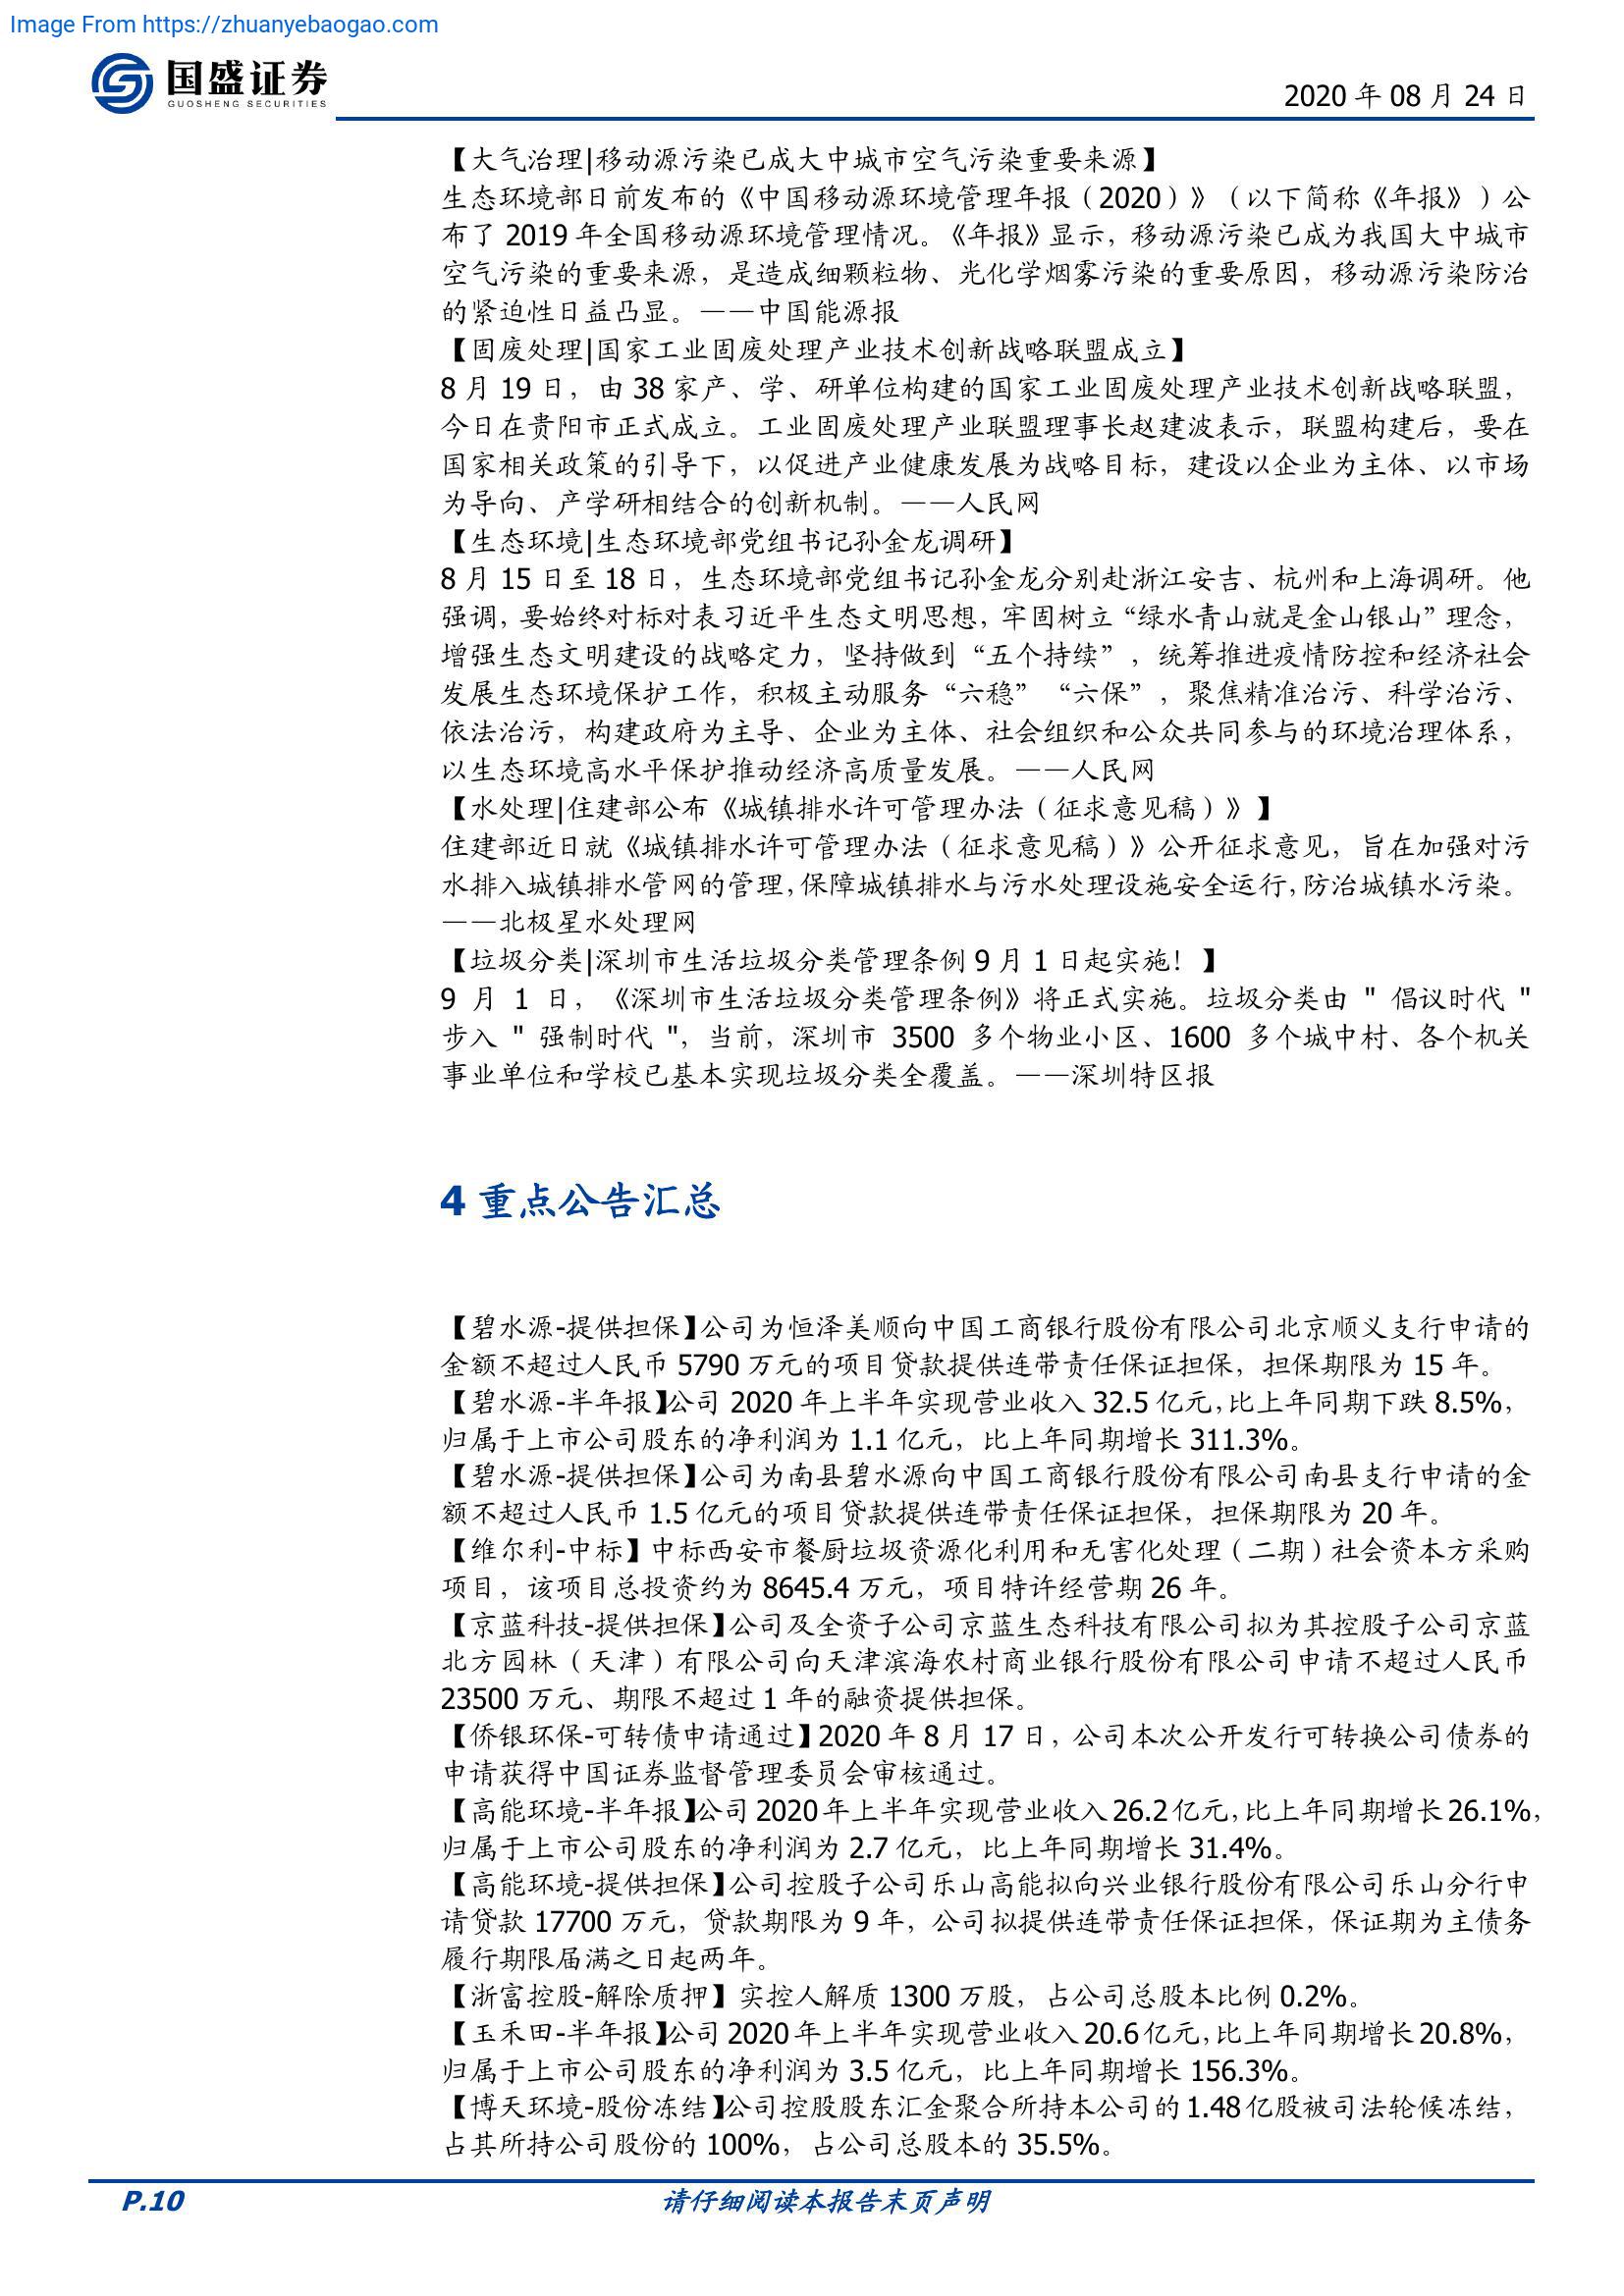 Image From https://zhuanyebaogao.com
国盛证券
GUOSHENG SECURITIES
2020 年 08 月 24 日
【大气治理|移动源污染已成大中城市空气污染重要来源】
生态环境部日前发布的《中国移动源环境管理年报（2020）》（以下简称《年报》）公
布了 2019 年全国移动源环境管理情况。《年报》显示，移动源污染已成为我国大中城市
空气污染的重要来源，是造成细颗粒物、光化学烟雾污染的重要原因，移动源污染防治
的紧迫性日益凸显。——中国能源报
【固废处理|国家工业固废处理产业技术创新战略联盟成立】
8 月 19 日，由 38 家产、学、研单位构建的国家工业固废处理产业技术创新战略联盟，
今日在贵阳市正式成立。工业固废处理产业联盟理事长赵建波表示，联盟构建后，要在
国家相关政策的引导下，以促进产业健康发展为战略目标，建设以企业为主体、以市场
为导向、产学研相结合的创新机制。——人民网
【生态环境|生态环境部党组书记孙金龙调研】
8 月 15 日至 18 日，生态环境部党组书记孙金龙分别赴浙江安吉、杭州和上海调研。他
强调，要始终对标对表习近平生态文明思想，牢固树立“绿水青山就是金山银山”理念，
增强生态文明建设的战略定力，坚持做到“五个持续”，统筹推进疫情防控和经济社会
发展生态环境保护工作，积极主动服务“六稳”“六保”，聚焦精准治污、科学治污、
依法治污，构建政府为主导、企业为主体、社会组织和公众共同参与的环境治理体系，
以生态环境高水平保护推动经济高质量发展。——人民网
【水处理|住建部公布《城镇排水许可管理办法（征求意见稿）》】
住建部近日就《城镇排水许可管理办法（征求意见稿）》公开征求意见，旨在加强对污
水排入城镇排水管网的管理，保障城镇排水与污水处理设施安全运行，防治城镇水污染。
——北极星水处理网
【垃圾分类|深圳市生活垃圾分类管理条例 9 月 1 日起实施！】
9 月 1 日，《深圳市生活垃圾分类管理条例》将正式实施。垃圾分类由 " 倡议时代 "
步入 " 强制时代 "，当前，深圳市 3500 多个物业小区、1600 多个城中村、各个机关
事业单位和学校已基本实现垃圾分类全覆盖。——深圳特区报
4 重点公告汇总
【碧水源-提供担保】公司为恒泽美顺向中国工商银行股份有限公司北京顺义支行申请的
金额不超过人民币 5790 万元的项目贷款提供连带责任保证担保，担保期限为 15 年。
【碧水源-半年报】公司 2020 年上半年实现营业收入 32.5 亿元，比上年同期下跌 8.5%，
归属于上市公司股东的净利润为 1.1 亿元，比上年同期增长 311.3%。
【碧水源-提供担保】公司为南县碧水源向中国工商银行股份有限公司南县支行申请的金
额不超过人民币 1.5 亿元的项目贷款提供连带责任保证担保，担保期限为 20 年。
【维尔利-中标】中标西安市餐厨垃圾资源化利用和无害化处理（二期）社会资本方采购
项目，该项目总投资约为 8645.4 万元，项目特许经营期 26 年。
【京蓝科技-提供担保】公司及全资子公司京蓝生态科技有限公司拟为其控股子公司京蓝
北方园林（天津）有限公司向天津滨海农村商业银行股份有限公司申请不超过人民币
23500 万元、期限不超过 1 年的融资提供担保。
【侨银环保-可转债申请通过】2020 年 8 月 17 日，公司本次公开发行可转换公司债券的
申请获得中国证券监督管理委员会审核通过。
【高能环境-半年报】公司 2020 年上半年实现营业收入 26.2 亿元，比上年同期增长 26.1%，
归属于上市公司股东的净利润为 2.7 亿元，比上年同期增长 31.4%。
【高能环境-提供担保】公司控股子公司乐山高能拟向兴业银行股份有限公司乐山分行申
请贷款 17700 万元，贷款期限为 9 年，公司拟提供连带责任保证担保，保证期为主债务
履行期限届满之日起两年。
【浙富控股-解除质押】实控人解质 1300 万股，占公司总股本比例 0.2%。
【玉禾田-半年报】公司 2020 年上半年实现营业收入 20.6 亿元，比上年同期增长 20.8%，
归属于上市公司股东的净利润为 3.5 亿元，比上年同期增长 156.3%。
【博天环境-股份冻结】公司控股股东汇金聚合所持本公司的 1.48 亿股被司法轮候冻结，
占其所持公司股份的 100%，占公司总股本的 35.5%。
P.10
请仔细阅读本报告末页声明